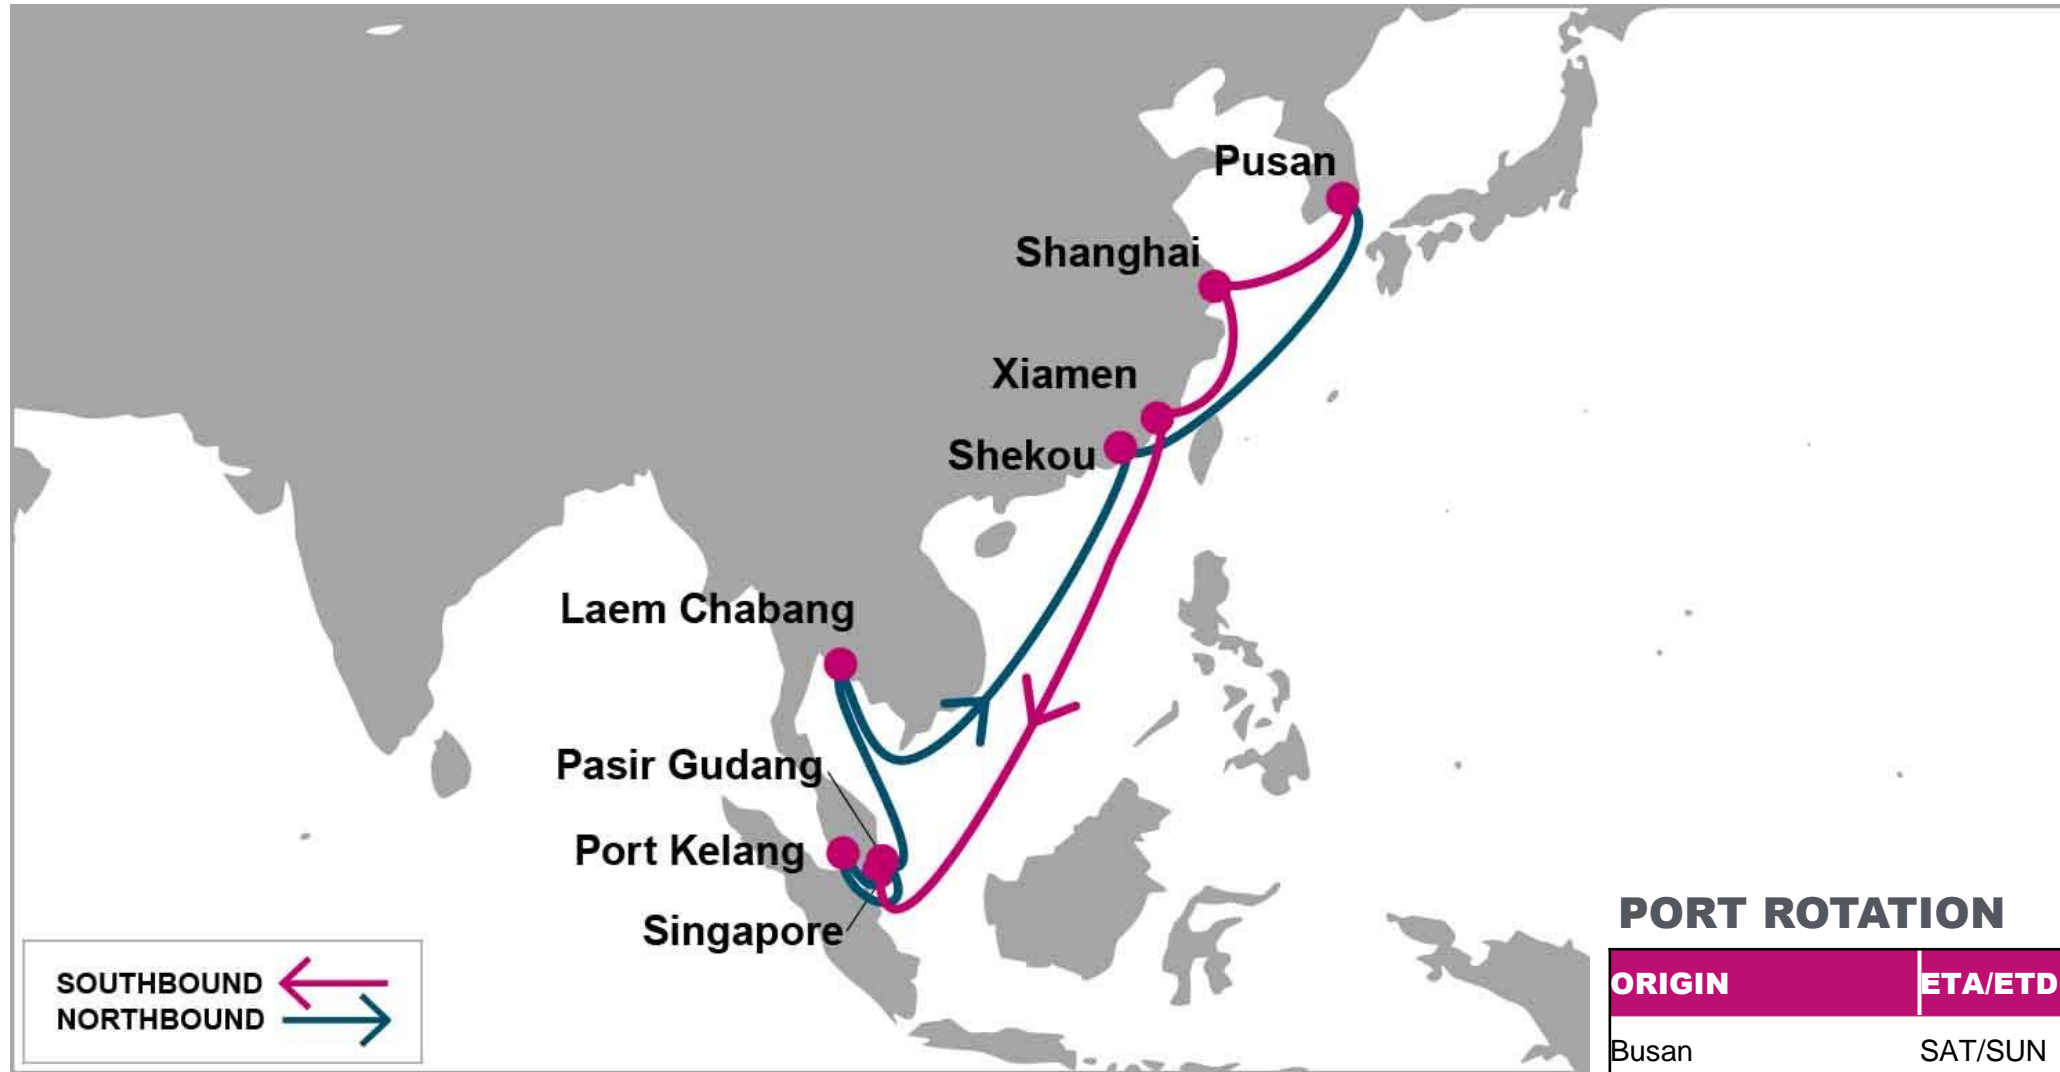 Pusan
Shanghai
Xiamen
Shekou
Laem Chabang
Pasir Gudang
Port Kelang
Singapore
SOUTHBOUND
NORTHBOUND
PORT ROTATION
ORIGIN ETA/ETD
Busan SAT/SUN